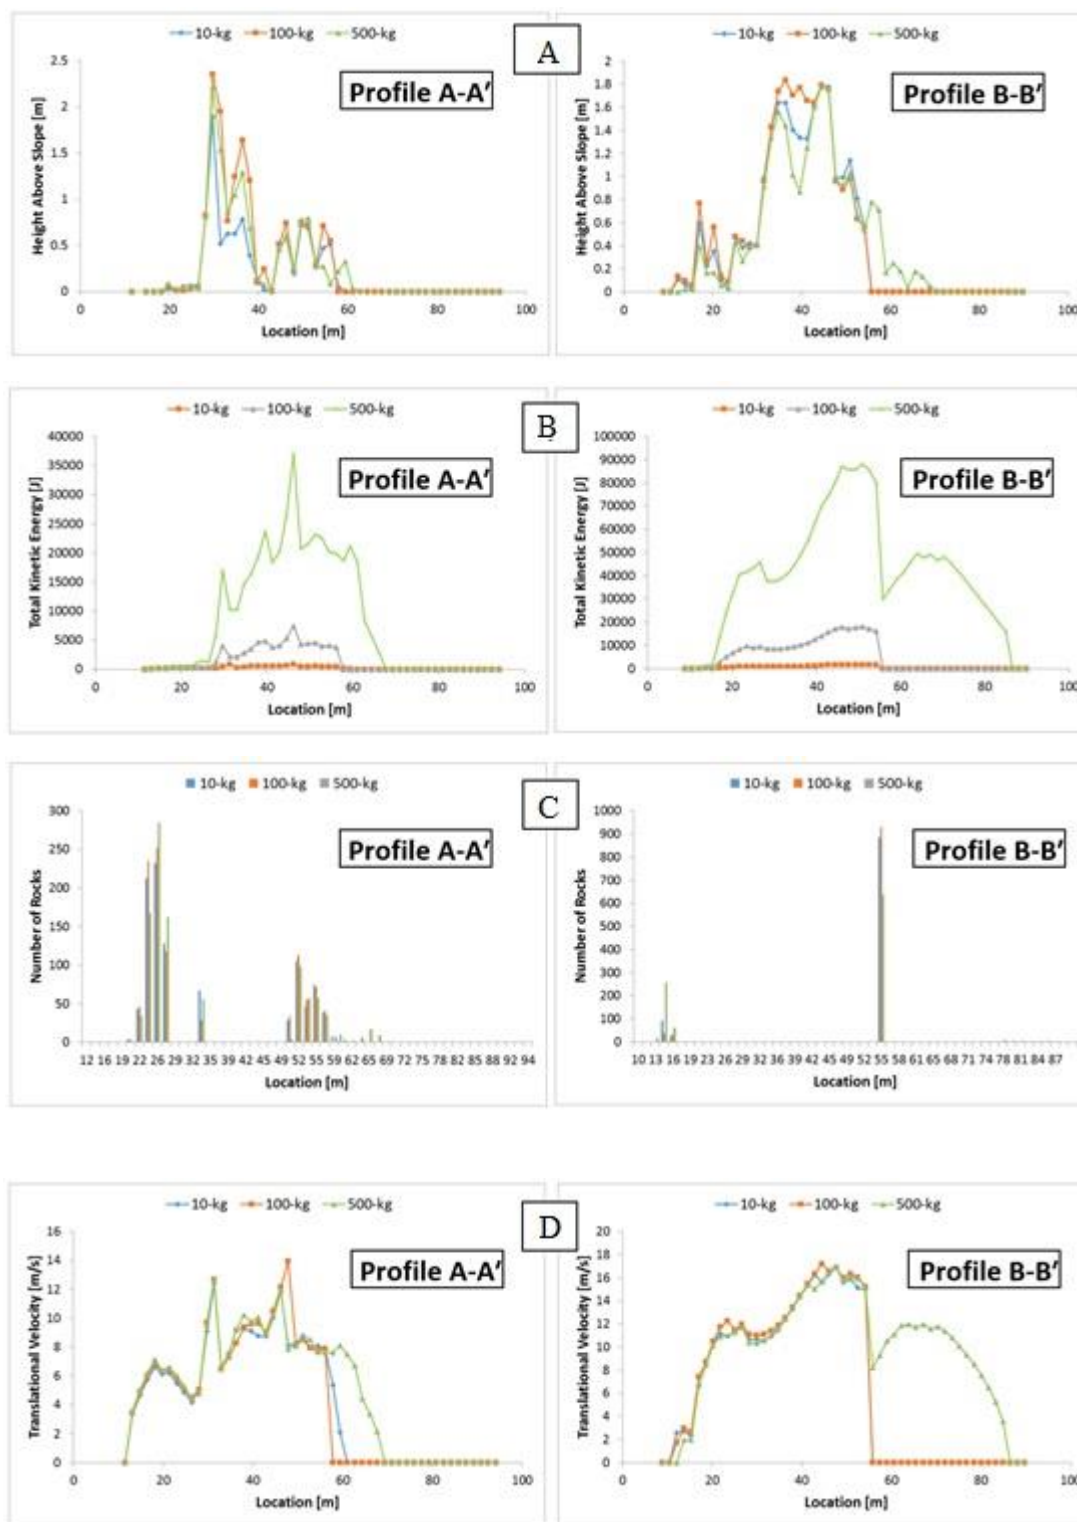 10-kg 100-kg 500-kg
A
10-kg 100-kg 500-kg
Profile A-A'
Height Above Slope [m]
2.5
2
1.5
1
0.5
0
0 20 40 60 80 100
Location [m]
Profile B-B'
Height Above Slope [m]
2
1.8
1.6
1.4
1.2
1
0.8
0.6
0.4
0.2
0
0 20 40 60 80 100
Location [m]
10-kg 100-kg 500-kg
B
10-kg 100-kg 500-kg
Profile A-A'
Total Kinetic Energy [J]
40000
35000
30000
25000
20000
15000
10000
5000
0
0 20 40 60 80 100
Location [m]
Profile B-B'
Total Kinetic Energy [J]
100000
90000
80000
70000
60000
50000
40000
30000
20000
10000
0
0 20 40 60 80 100
Location [m]
10-kg 100-kg 500-kg
C
10-kg 100-kg 500-kg
Profile A-A'
Number of Rocks
300
250
200
150
100
50
0
12 16 19 22 26 29 32 35 39 42 45 49 52 55 59 62 65 68 72 75 78 82 85 88 92 94
Location [m]
Profile B-B'
Number of Rocks
1000
900
800
700
600
500
400
300
200
100
0
10 13 16 19 23 26 29 32 36 39 42 45 49 52 55 58 61 65 68 71 74 78 81 84 87
Location [m]
10-kg 100-kg 500-kg
D
10-kg 100-kg 500-kg
Profile A-A'
Translational Velocity [m/s]
16
14
12
10
8
6
4
2
0
0 20 40 60 80 100
Location [m]
Profile B-B'
Translational Velocity [m/s]
20
18
16
14
12
10
8
6
4
2
0
0 20 40 60 80 100
Location [m]